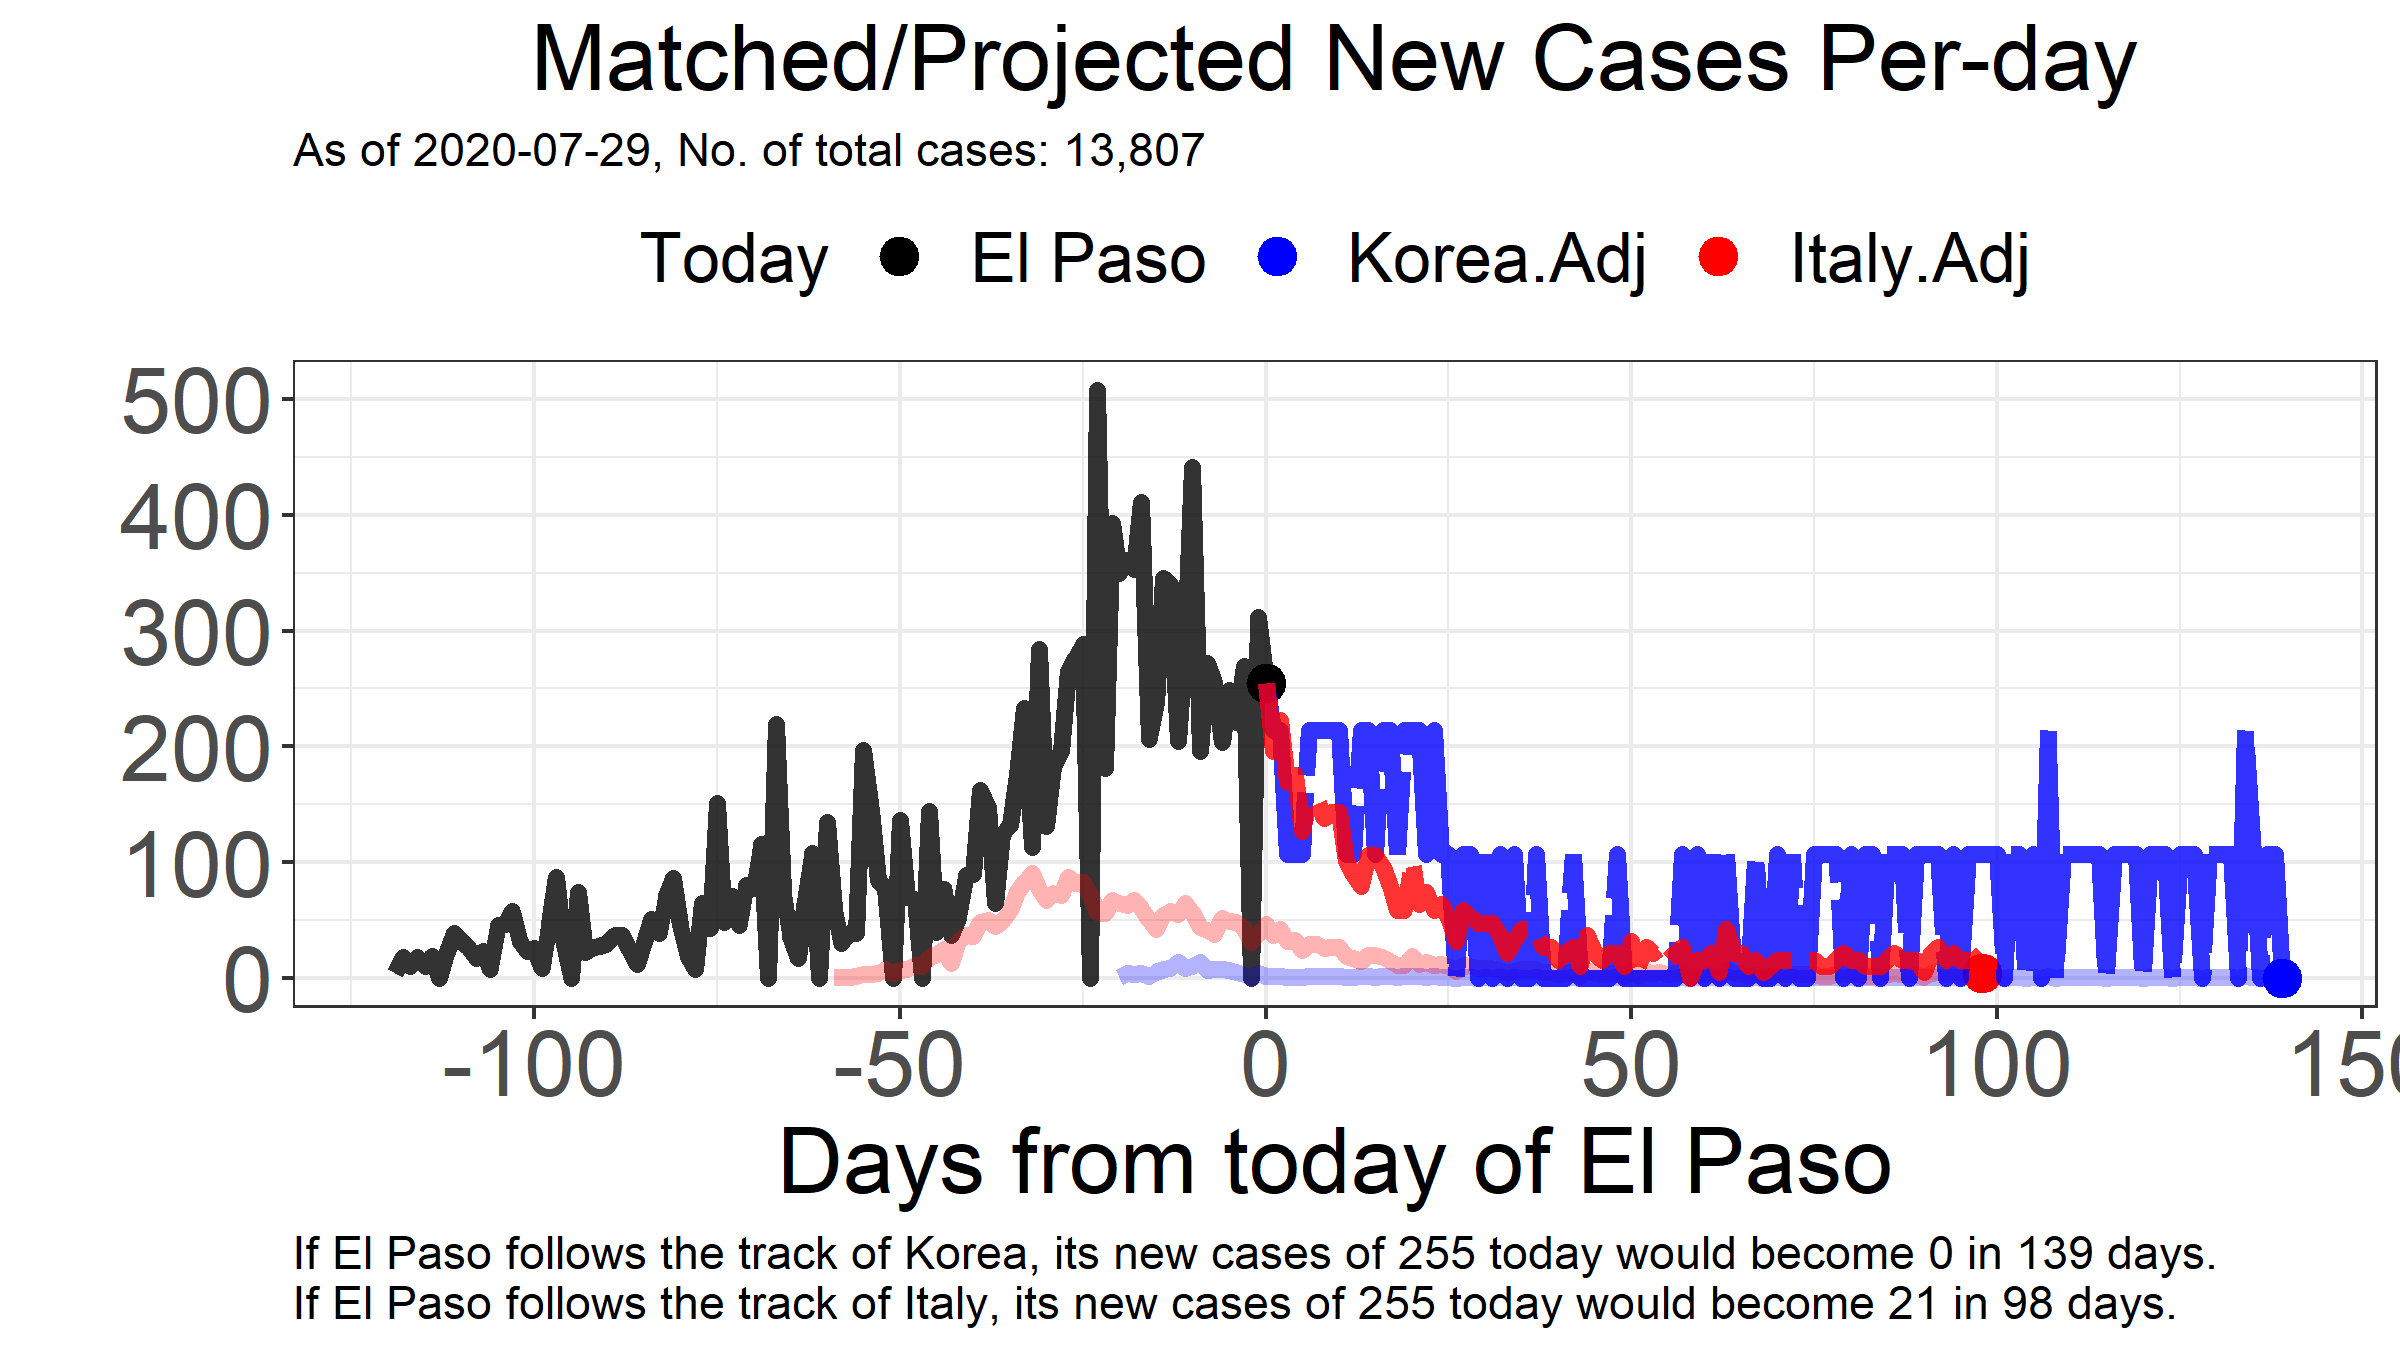 Matched/Projected New Cases Per-day
As of 2020-07-29, No. of total cases: 13,807
Today El Paso Korea.Adj Italy.Adj
500
400
300
200
100
0
-100 -50 0 50 100 150
Days from today of El Paso
If El Paso follows the track of Korea, its new cases of 255 today would become 0 in 139 days.
If El Paso follows the track of Italy, its new cases of 255 today would become 21 in 98 days.